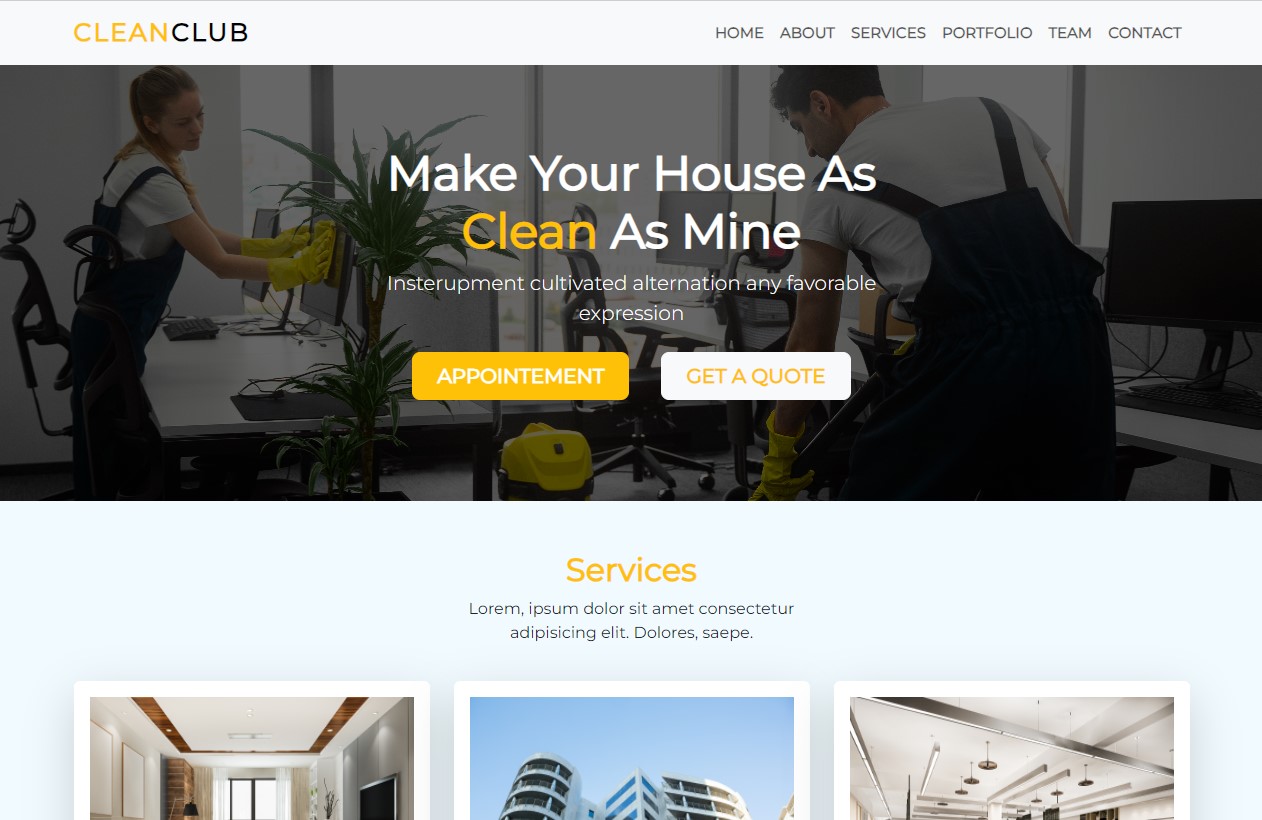 CLEANCLUB
HOME ABOUT SERVICES PORTFOLIO TEAM CONTACT
Make Your House As
Clean As Mine
Insterupment cultivated alternation any favorable
expression
APPOINTEMENT
GET A QUOTE
Services
Lorem, ipsum dolor sit amet consectetur
adipisicing elit. Dolores, saepe.